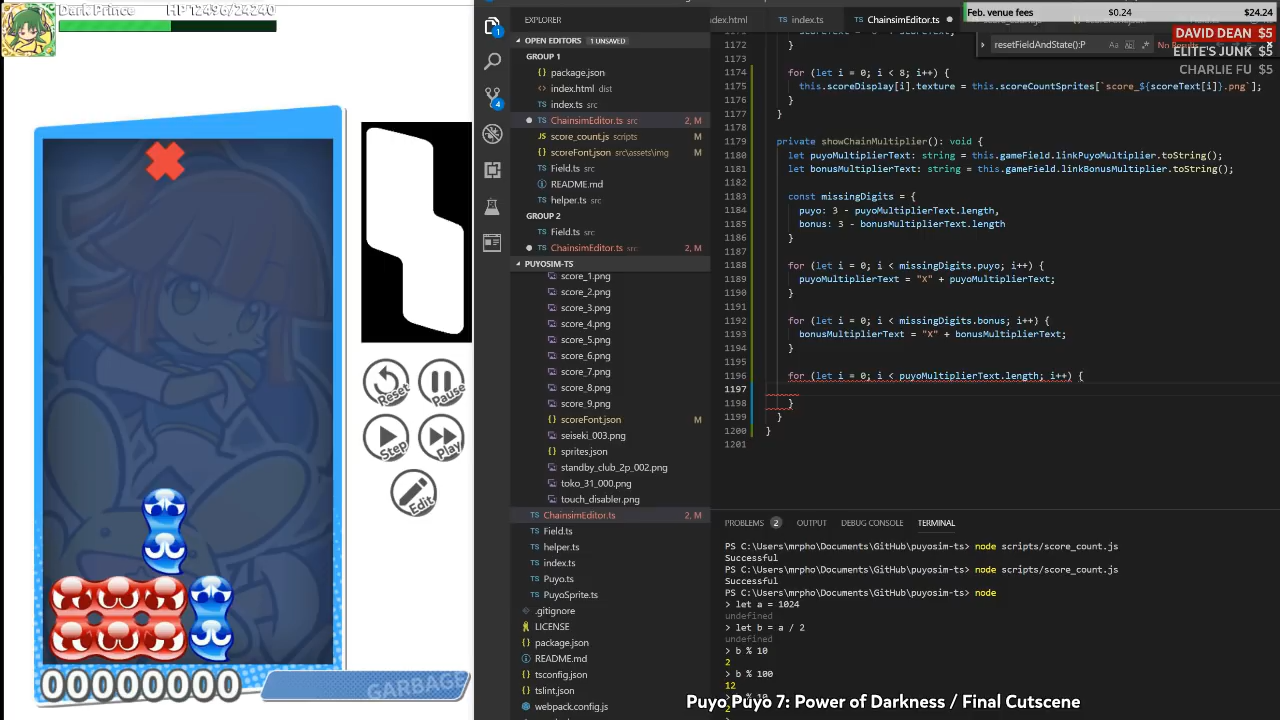 Dark Prince
HP12496/24240
Reset
Pause
Step
Play
Edit
00000000
GARBAGE
EXPLORER
OPEN EDITORS 1 UNSAVED
GROUP 1
package.json
index.html dist
index.ts src
ChainsimEditor.ts src 2, M
score_count.js scripts M
scoreFont.json src\assets\img M
Field.ts src
README.md
helper.ts src
GROUP 2
Field.ts src
ChainsimEditor.ts src 2, M
PUYOSIM-TS
score_1.png
score_2.png
score_3.png
score_4.png
score_5.png
score_6.png
score_7.png
score_8.png
score_9.png
scoreFont.json M
seiseki_003.png
sprites.json
standby_club_2p_002.png
toko_31_000.png
touch_disabler.png
ChainsimEditor.ts 2, M
Field.ts
helper.ts
index.ts
Puyo.ts
PuyoSprite.ts
.gitignore
LICENSE
package.json
README.md
tsconfig.json
tslint.json
webpack.config.js
ndex.html
index.ts
ChainsimEditor.ts
Feb. venue fees $0.24 $24.24
resetFieldAndState():P
DAVID DEAN $5
ELITE'S JUNK $5
CHARLIE FU $5
1172 }
1173
1174 for (let i = 0; i < 8; i++) {
1175 this.scoreDisplay[i].texture = this.scoreCountSprites[`score_${scoreText[i]}.png`];
1176 }
1177 }
1178
1179 private showChainMultiplier(): void {
1180 let puyoMultiplierText: string = this.gameField.linkPuyoMultiplier.toString();
1181 let bonusMultiplierText: string = this.gameField.linkBonusMultiplier.toString();
1182
1183 const missingDigits = {
1184 puyo: 3 - puyoMultiplierText.length,
1185 bonus: 3 - bonusMultiplierText.length
1186 }
1187
1188 for (let i = 0; i < missingDigits.puyo; i++) {
1189 puyoMultiplierText = "X" + puyoMultiplierText;
1190 }
1191
1192 for (let i = 0; i < missingDigits.bonus; i++) {
1193 bonusMultiplierText = "X" + bonusMultiplierText;
1194 }
1195
1196 for (let i = 0; i < puyoMultiplierText.length; i++) {
1197
1198 }
1199 }
1200 }
1201
PROBLEMS 2 OUTPUT DEBUG CONSOLE TERMINAL
PS C:\Users\mrpho\Documents\GitHub\puyosim-ts> node scripts/score_count.js
Successful
PS C:\Users\mrpho\Documents\GitHub\puyosim-ts> node scripts/score_count.js
Successful
PS C:\Users\mrpho\Documents\GitHub\puyosim-ts> node
> let a = 1024
undefined
> let b = a / 2
undefined
> b % 10
2
> b % 100
12
2
Puyo Puyo 7: Power of Darkness / Final Cutscene